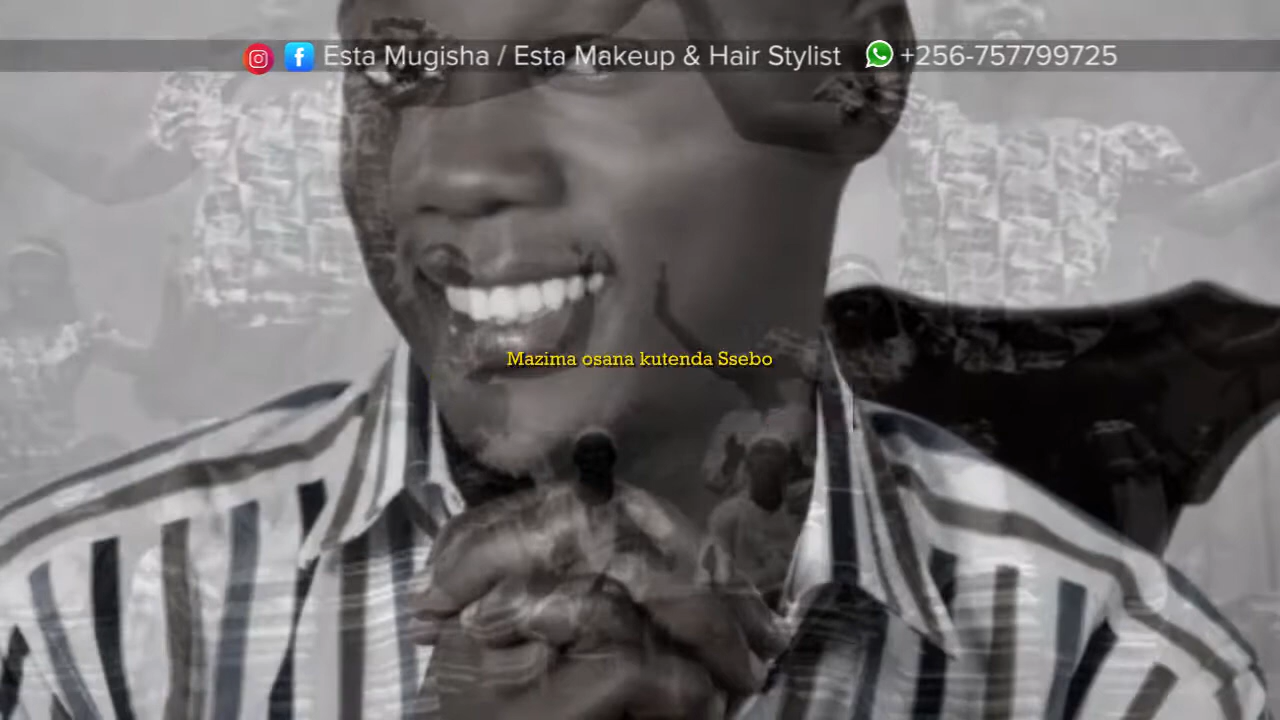 Esta Mugisha / Esta Makeup & Hair Stylist +256-757799725
Mazima osana kutenda Ssebo